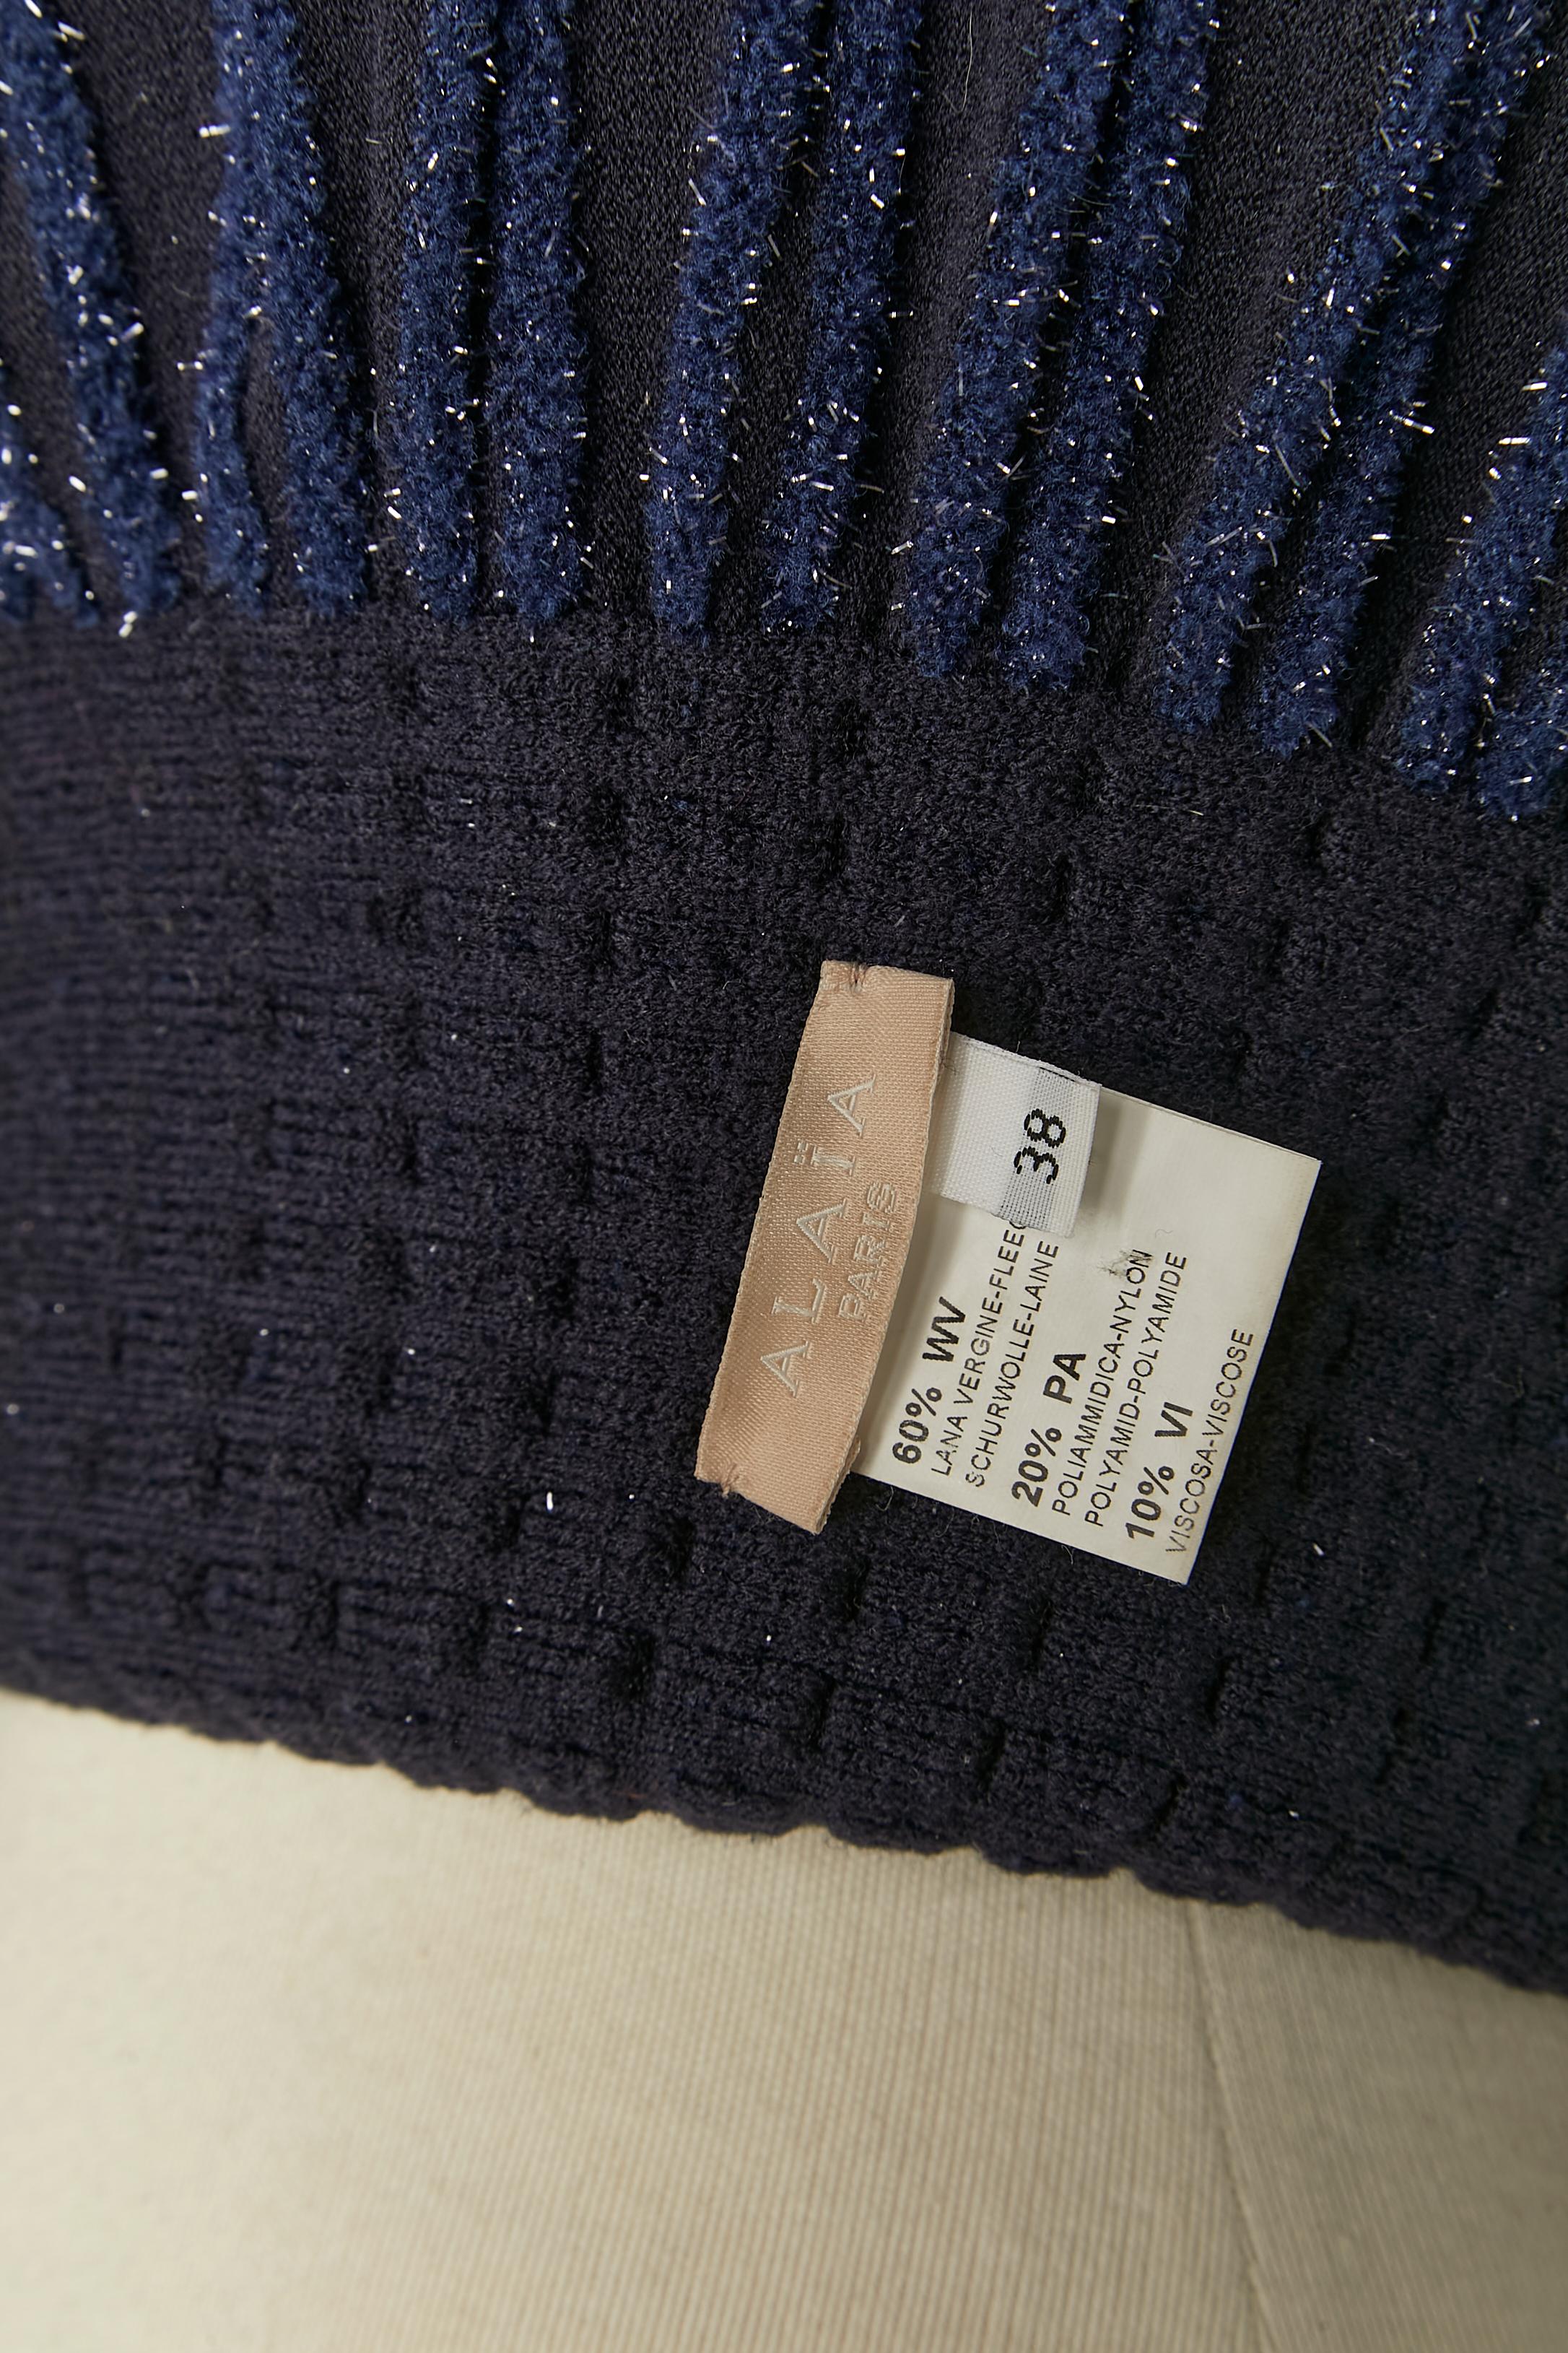 ALAÏA
PARIS
38
60% WV
LANA VERGINE-FLEEC
SCHURWOLLE-LAINE
20% PA
POLIAMMIDICA-NYLON
POLYAMID-POLYAMIDE
10% VI
VISCOSA-VISCOSE